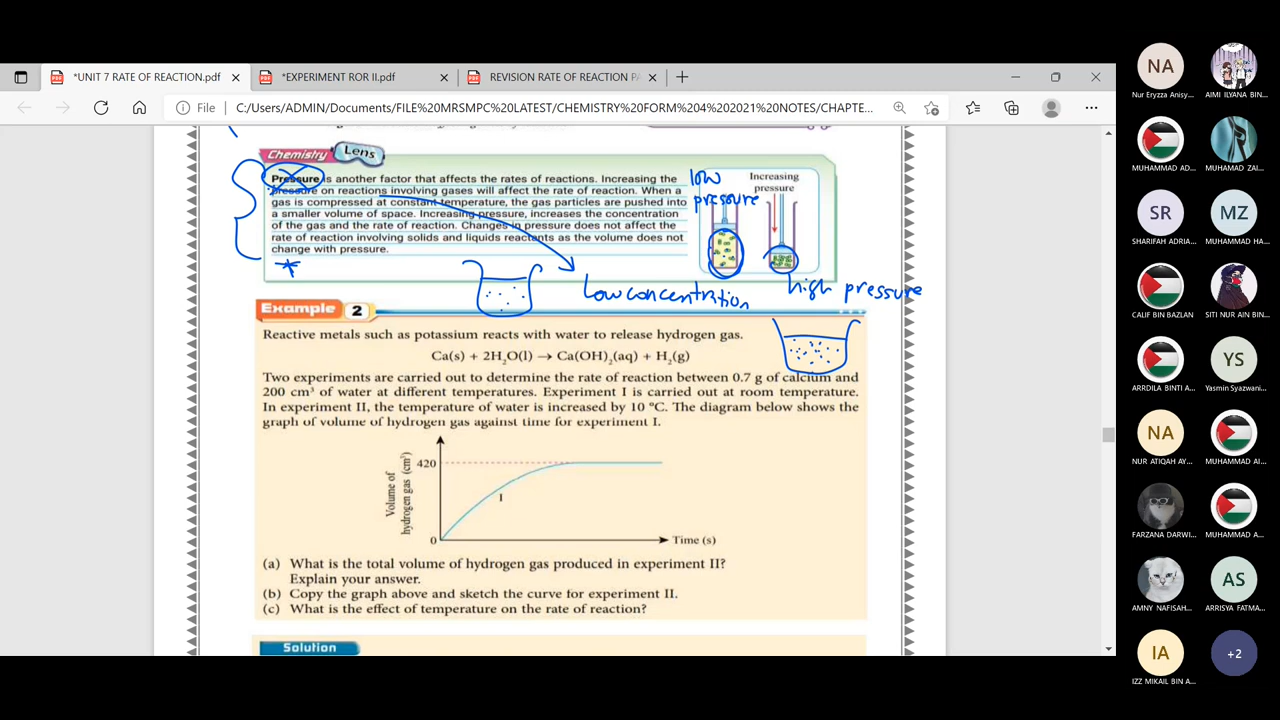 *UNIT 7 RATE OF REACTION.pdf
*EXPERIMENT ROR II.pdf
REVISION RATE OF REACTION PA
File
C:/Users/ADMIN/Documents/FILE%20MRSMPC%20LATEST/CHEMISTRY%20FORM%204%202021%20NOTES/CHAPTE...
Chemistry Lens
Pressure is another factor that affects the rates of reactions. Increasing the
pressure on reactions involving gases will affect the rate of reaction. When a
gas is compressed at constant temperature, the gas particles are pushed into
a smaller volume of space. Increasing pressure, increases the concentration
of the gas and the rate of reaction. Changes in pressure does not affect the
rate of reaction involving solids and liquids reactants as the volume does not
change with pressure.
low
pressure
Increasing
pressure
low concentration
high pressure
Example 2
Reactive metals such as potassium reacts with water to release hydrogen gas.
Ca(s) + 2H₂O(l) → Ca(OH)₂(aq) + H₂(g)
Two experiments are carried out to determine the rate of reaction between 0.7 g of calcium and
200 cm³ of water at different temperatures. Experiment I is carried out at room temperature.
In experiment II, the temperature of water is increased by 10 °C. The diagram below shows the
graph of volume of hydrogen gas against time for experiment I.
Volume of
hydrogen gas (cm³)
420
I
0
Time (s)
(a) What is the total volume of hydrogen gas produced in experiment II?
Explain your answer.
(b) Copy the graph above and sketch the curve for experiment II.
(c) What is the effect of temperature on the rate of reaction?
Solution
NA
Nur Eryzza Anisy...
AIMI ILYANA BIN...
MUHAMMAD AD...
MUHAMAD ZAI...
SR
SHARIFAH ADRIA...
MZ
MUHAMMAD HA...
CALIF BIN BAZLAN
SITI NUR AIN BIN...
ARRDILA BINTI A...
YS
Yasmin Syazwani...
NA
NUR ATIQAH AY...
MUHAMMAD AI...
FARZANA DARWI...
MUHAMMAD A...
AMNY NAFISAH...
AS
ARRISYA FATMA...
IA
IZZ MIKAIL BIN A...
+2